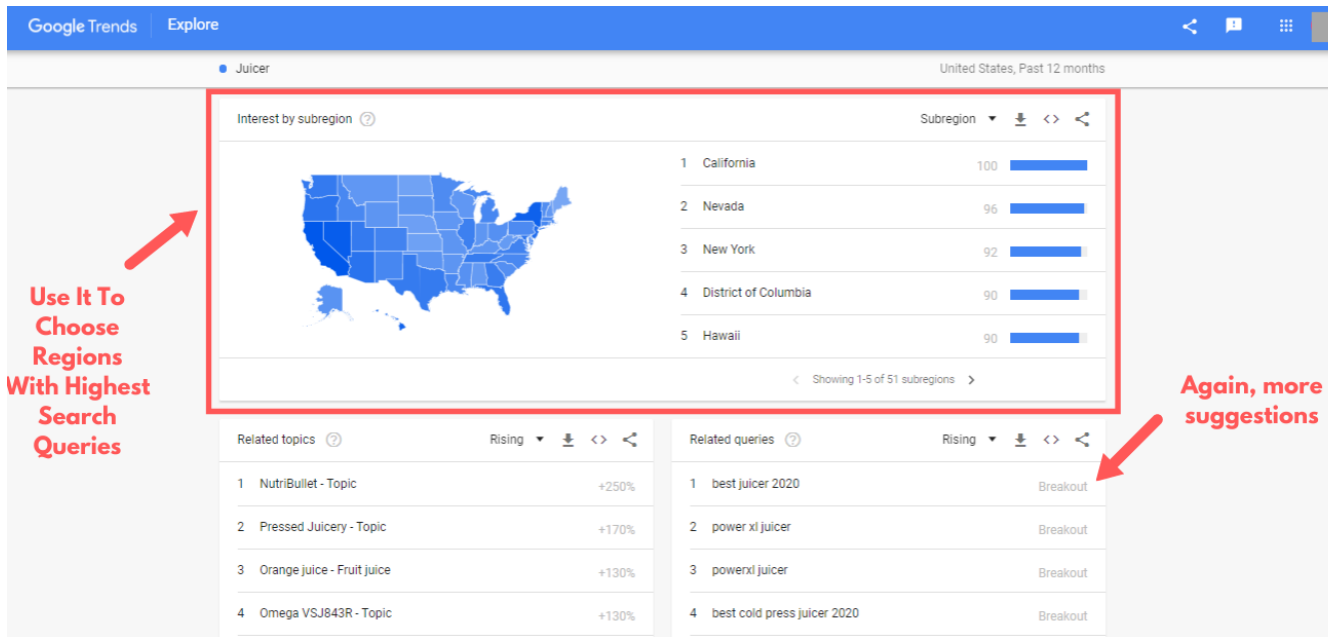 Google Trends Explore
Juicer United States, Past 12 months
Interest by subregion Subregion
1 California 100
2 Nevada 96
3 New York 92
4 District of Columbia 90
5 Hawaii 90
Showing 1-5 of 51 subregions
Use It To
Choose
Regions
With Highest
Search
Queries
Again, more
suggestions
Related topics Rising
1 NutriBullet - Topic +250%
2 Pressed Juicery - Topic +170%
3 Orange juice - Fruit juice +130%
4 Omega VSJ843R - Topic +130%
Related queries Rising
1 best juicer 2020 Breakout
2 power xl juicer Breakout
3 powerxl juicer Breakout
4 best cold press juicer 2020 Breakout